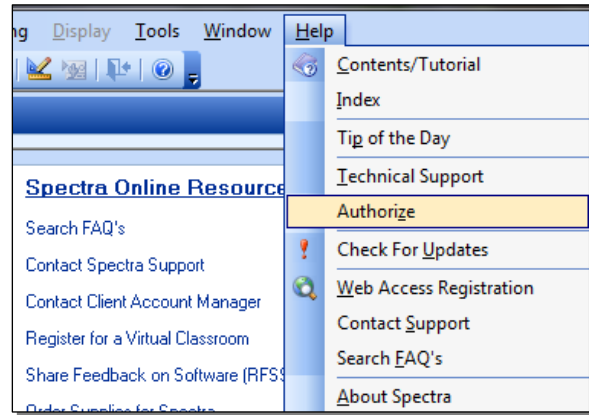 Display Tools Window Help
Contents/Tutorial
Index
Tip of the Day
Technical Support
Authorize
Check For Updates
Web Access Registration
Contact Support
Search FAQ's
About Spectra
Spectra Online Resource
Search FAQ's
Contact Spectra Support
Contact Client Account Manager
Register for a Virtual Classroom
Share Feedback on Software (RFSS
Order Supplies for Spectra